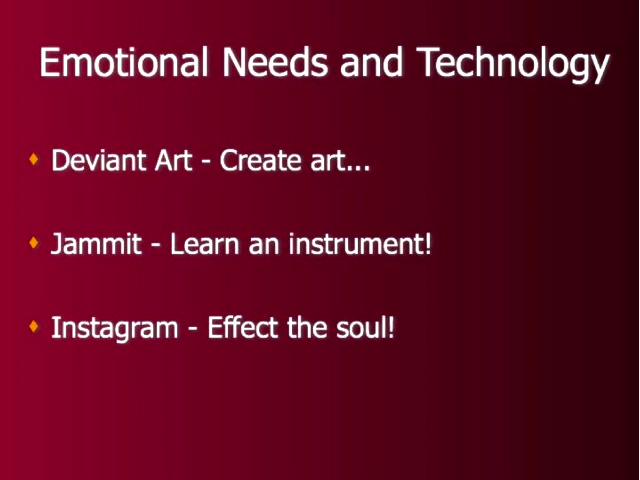 Emotional Needs and Technology
Deviant Art - Create art...
Jammit - Learn an instrument!
Instagram - Effect the soul!